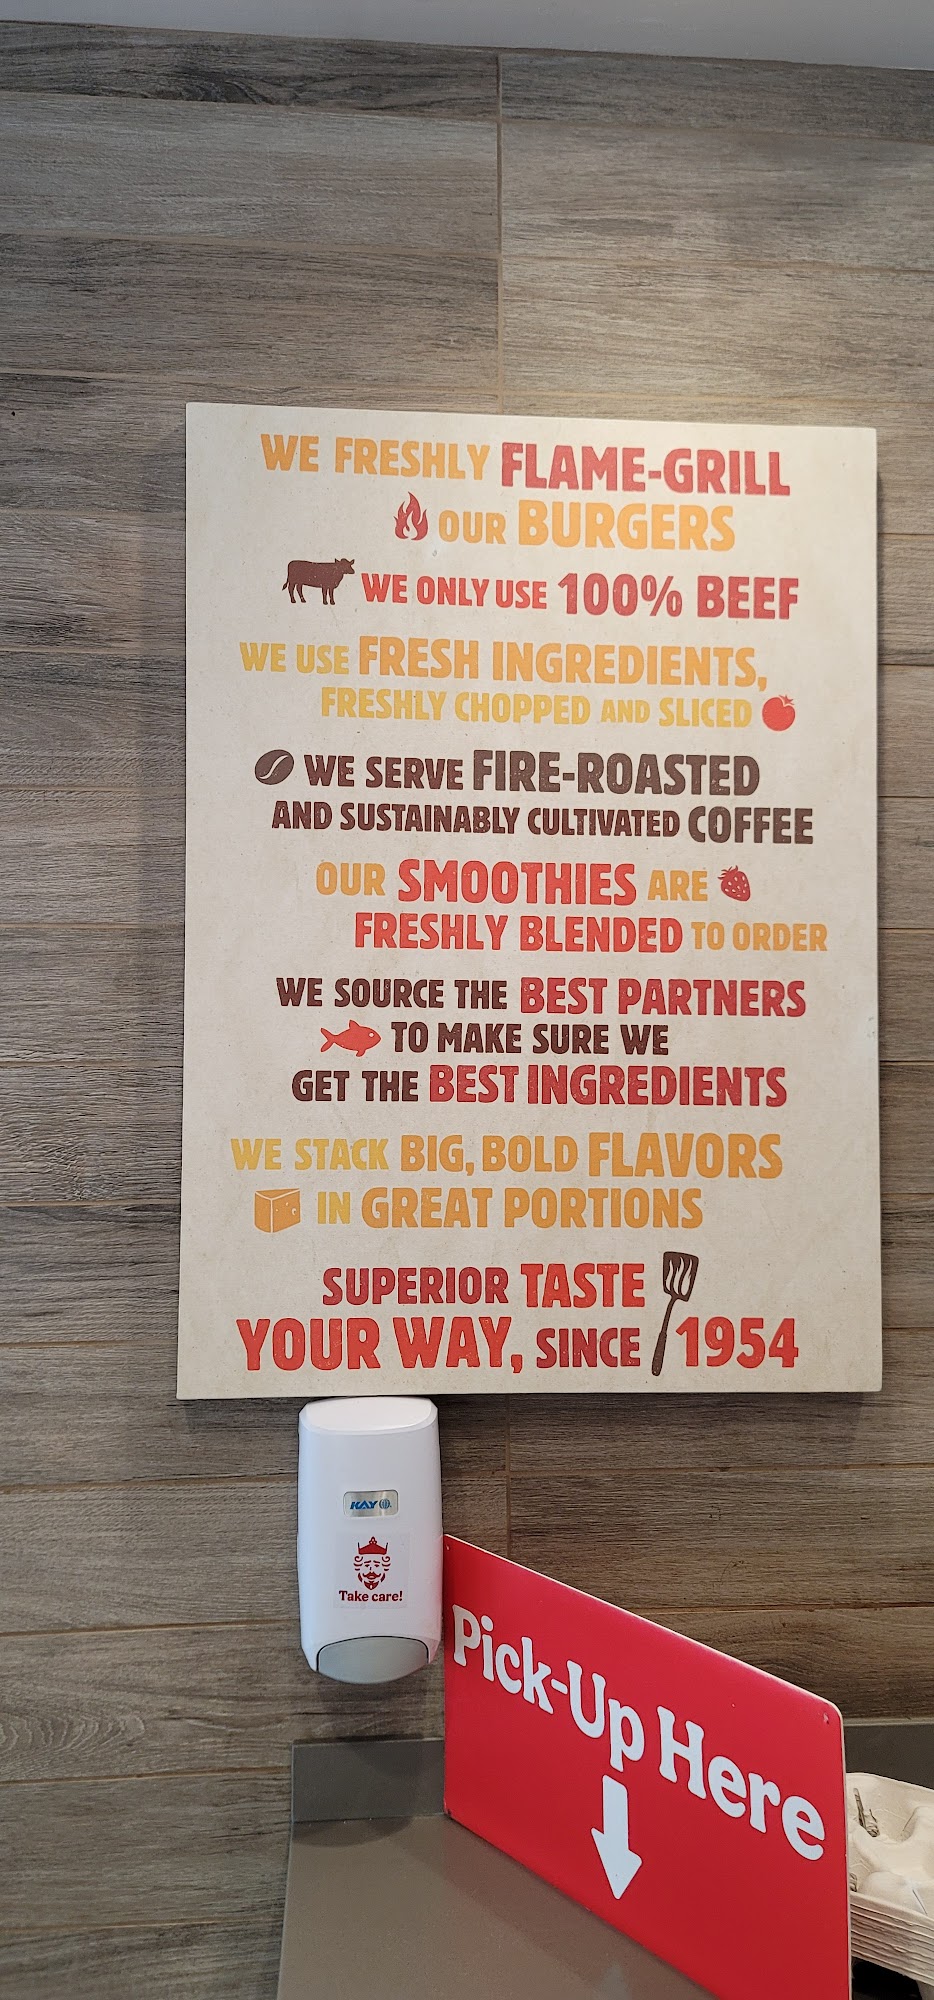 WE FRESHLY FLAME-GRILL
OUR BURGERS
WE ONLY USE 100% BEEF
WE USE FRESH INGREDIENTS,
FRESHLY CHOPPED AND SLICED
WE SERVE FIRE-ROASTED
AND SUSTAINABLY CULTIVATED COFFEE
OUR SMOOTHIES ARE
FRESHLY BLENDED TO ORDER
WE SOURCE THE BEST PARTNERS
TO MAKE SURE WE
GET THE BEST INGREDIENTS
WE STACK BIG, BOLD FLAVORS
IN GREAT PORTIONS
SUPERIOR TASTE
YOUR WAY, SINCE 1954
KAY
Take care!
Pick-Up Here